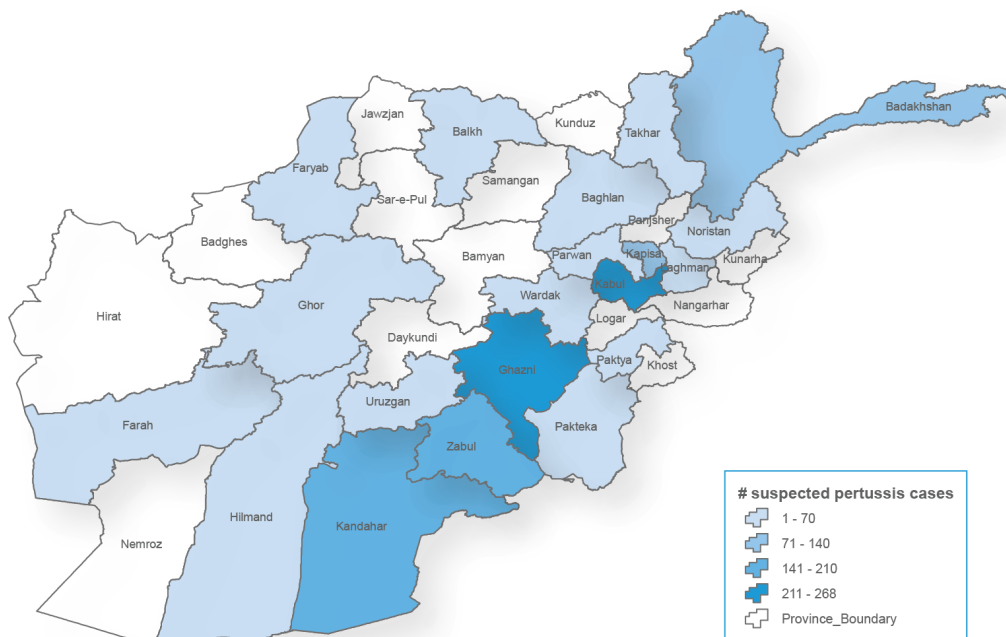 Badakhshan
Jawzjan
Kunduz
Balkh
Takhar
Faryab
Samangan
Sar-e-Pul
Baghlan
Panjsher
Noristan
Badghes
Bamyan
Parwan
Kapisa
Kunarha
Laghman
Kabul
Wardak
Ghor
Nangarhar
Hirat
Logar
Daykundi
Paktya
Khost
Ghazni
Uruzgan
Farah
Pakteka
Zabul
Hilmand
Kandahar
Nemroz
# suspected pertussis cases
1 - 70
71 - 140
141 - 210
211 - 268
Province_Boundary